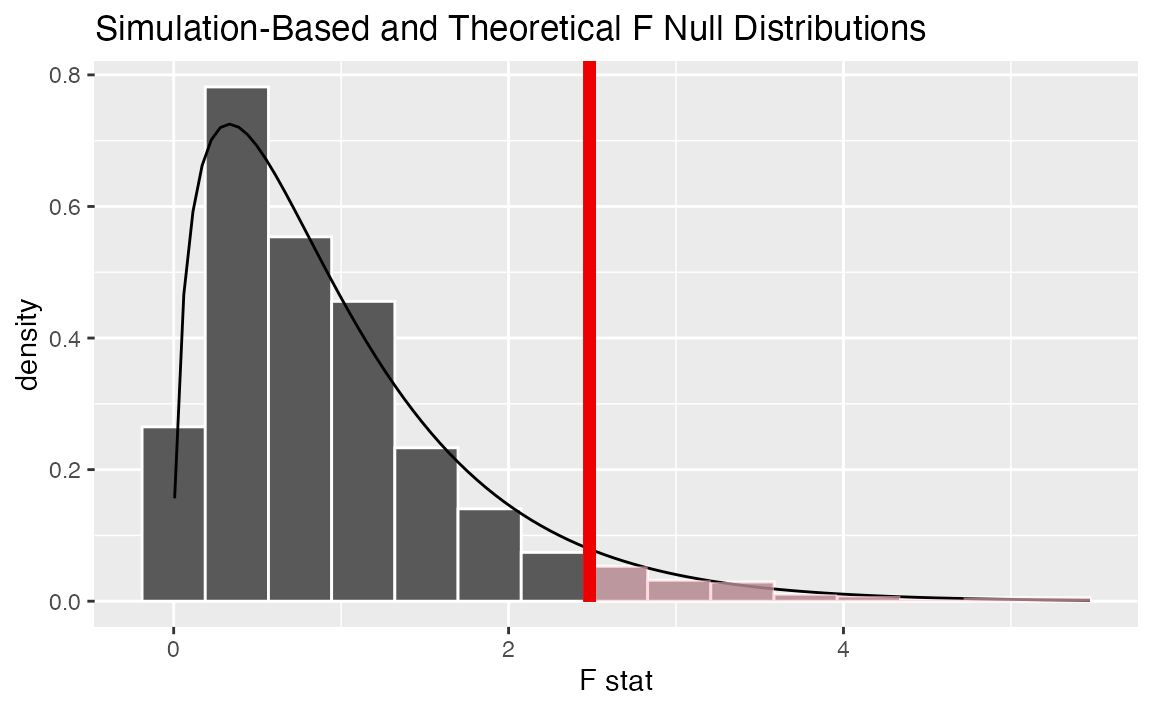 Simulation-Based and Theoretical F Null Distributions
0.8
0.6
0.4
0.2
0.0
density
0 2 4
F stat